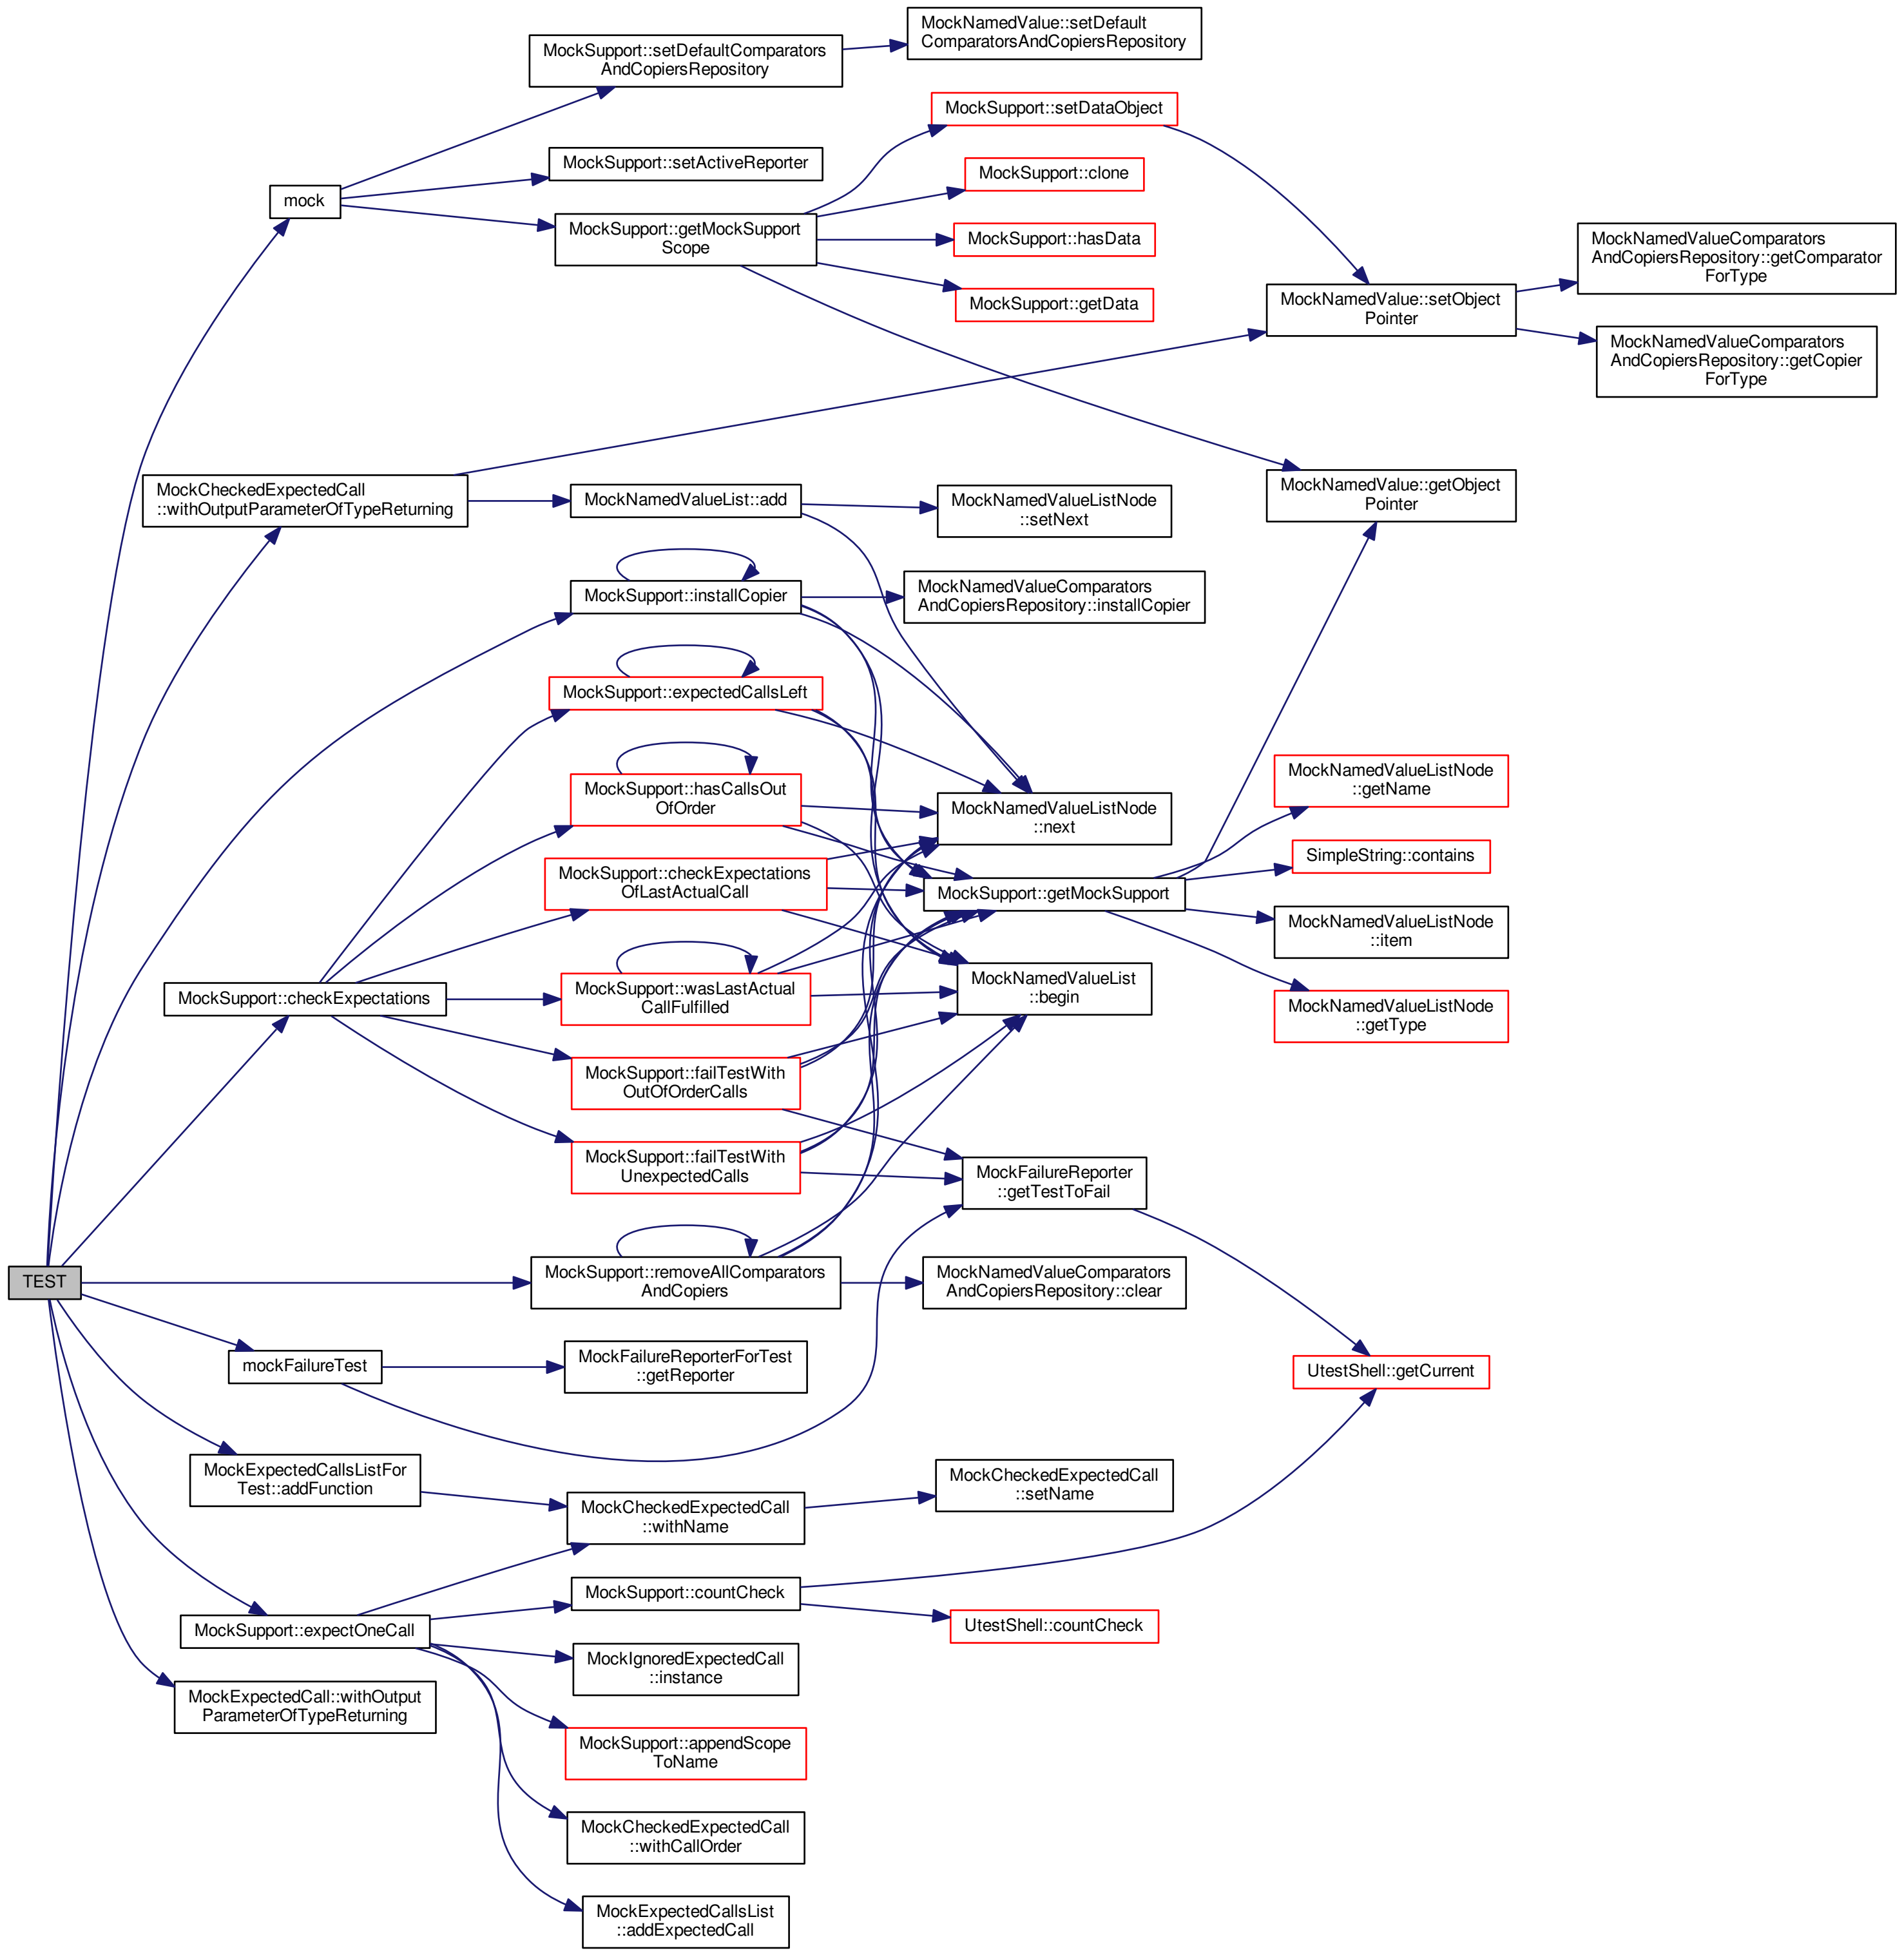 MockNamedValue::setDefault
ComparatorsAndCopiersRepository
MockSupport::setDefaultComparators
AndCopiersRepository
MockSupport::setDataObject
MockSupport::setActiveReporter
MockSupport::clone
mock
MockSupport::getMockSupport
Scope
MockSupport::hasData
MockNamedValueComparators
AndCopiersRepository::getComparator
ForType
MockSupport::getData
MockNamedValue::setObject
Pointer
MockNamedValueComparators
AndCopiersRepository::getCopier
ForType
MockCheckedExpectedCall
::withOutputParameterOfTypeReturning
MockNamedValueList::add
MockNamedValueListNode
::setNext
MockNamedValue::getObject
Pointer
MockSupport::installCopier
MockNamedValueComparators
AndCopiersRepository::installCopier
MockSupport::expectedCallsLeft
MockSupport::hasCallsOut
OfOrder
MockNamedValueListNode
::next
MockNamedValueListNode
::getName
MockSupport::checkExpectations
OfLastActualCall
MockSupport::getMockSupport
SimpleString::contains
MockNamedValueListNode
::item
MockSupport::checkExpectations
MockSupport::wasLastActual
CallFulfilled
MockNamedValueList
::begin
MockNamedValueListNode
::getType
MockSupport::failTestWith
OutOfOrderCalls
MockSupport::failTestWith
UnexpectedCalls
MockFailureReporter
::getTestToFail
TEST
MockSupport::removeAllComparators
AndCopiers
MockNamedValueComparators
AndCopiersRepository::clear
mockFailureTest
MockFailureReporterForTest
::getReporter
UtestShell::getCurrent
MockExpectedCallsListFor
Test::addFunction
MockCheckedExpectedCall
::withName
MockCheckedExpectedCall
::setName
MockSupport::expectOneCall
MockSupport::countCheck
UtestShell::countCheck
MockIgnoredExpectedCall
::instance
MockExpectedCall::withOutput
ParameterOfTypeReturning
MockSupport::appendScope
ToName
MockCheckedExpectedCall
::withCallOrder
MockExpectedCallsList
::addExpectedCall